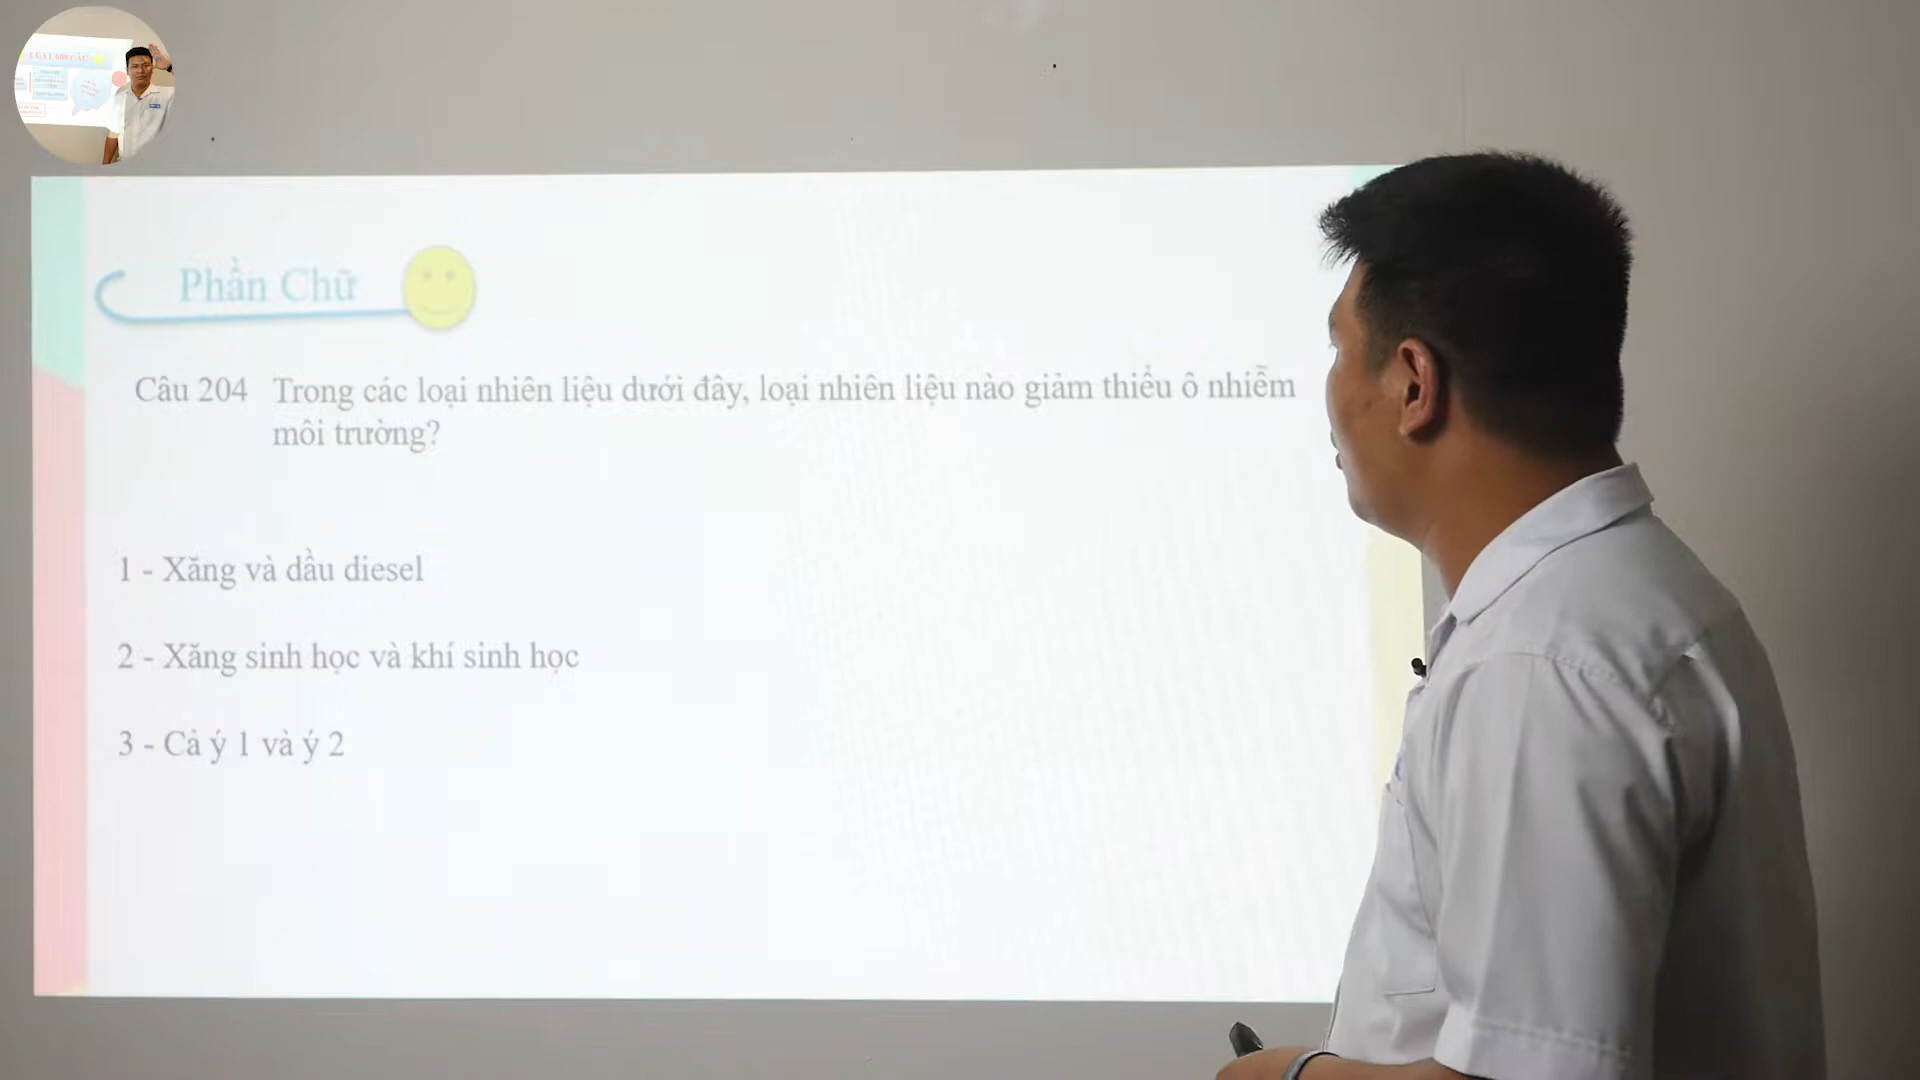 Phần Chữ
Câu 204 Trong các loại nhiên liệu dưới đây, loại nhiên liệu nào giảm thiểu ô nhiễm
môi trường?
1 - Xăng và dầu diesel
2 - Xăng sinh học và khí sinh học
3 - Cả ý 1 và ý 2